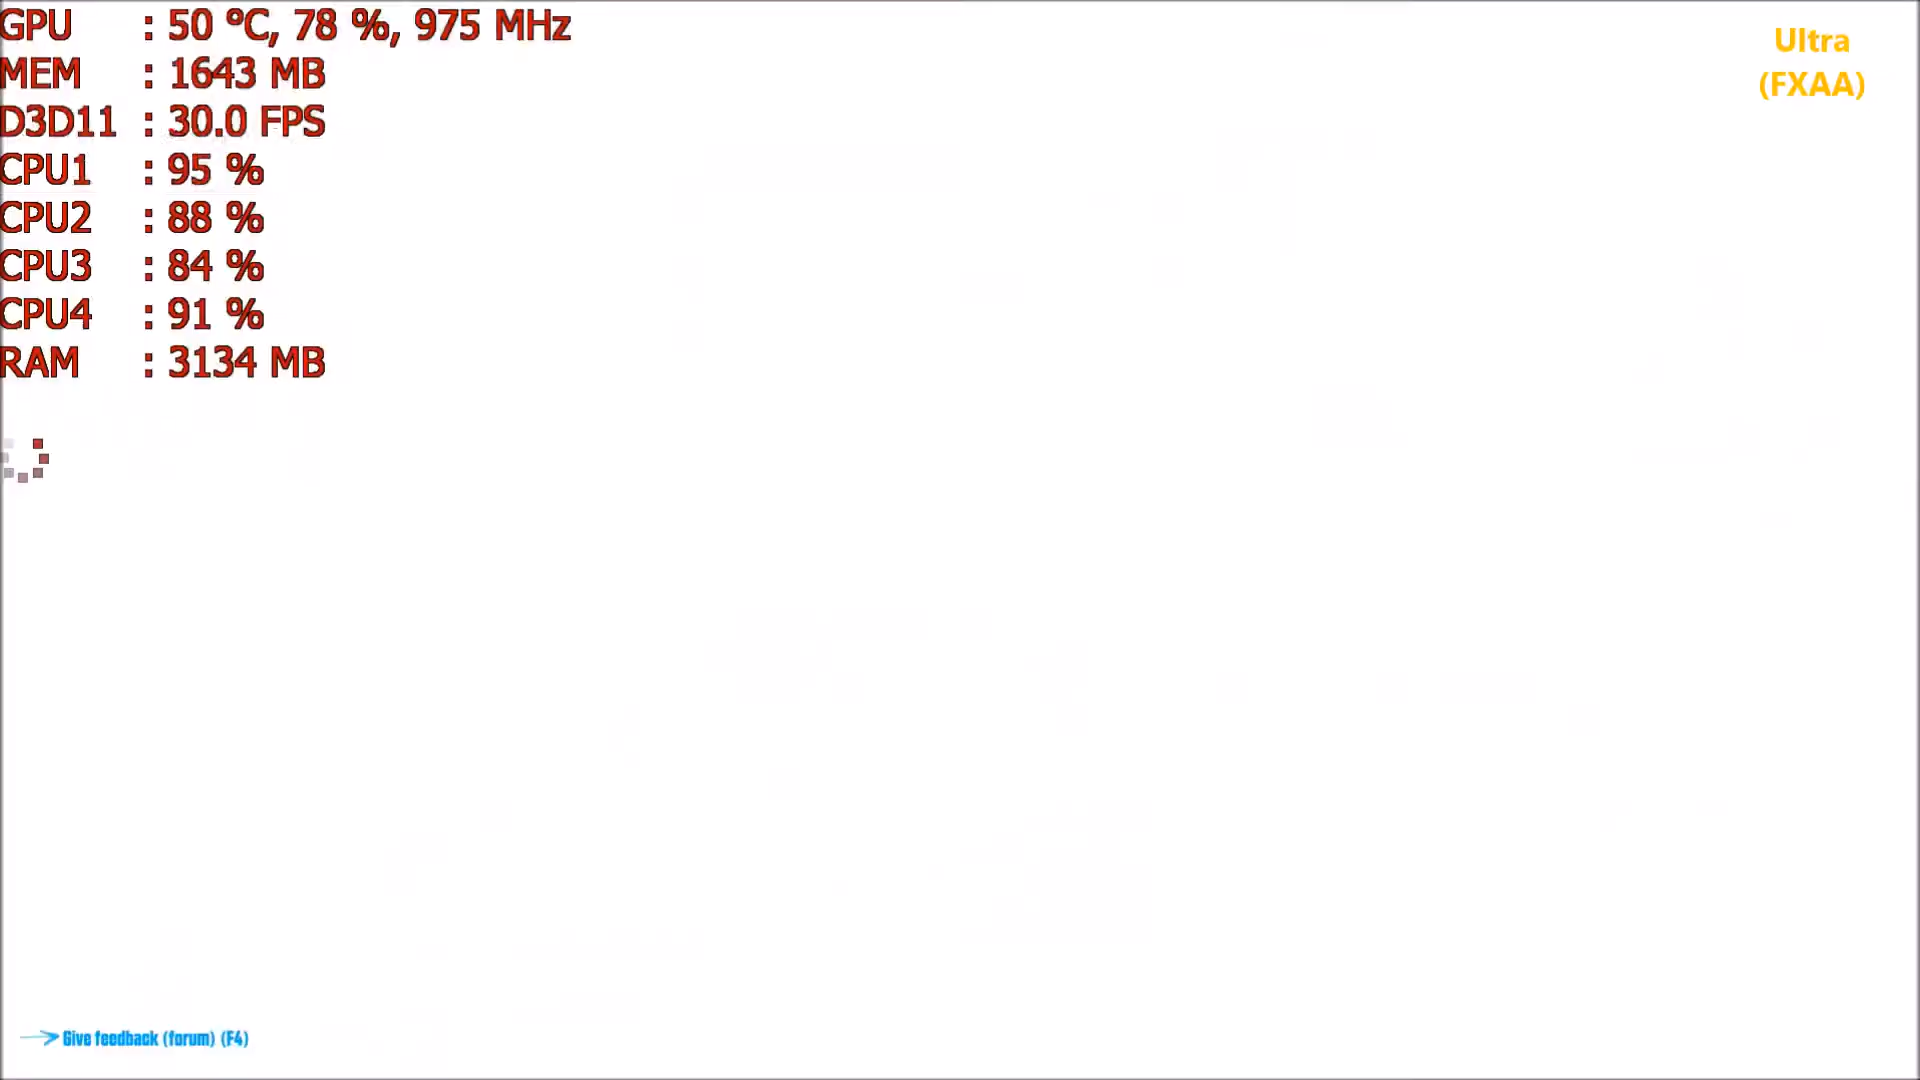 GPU : 50 °C, 78 %, 975 MHz
MEM : 1643 MB
D3D11 : 30.0 FPS
CPU1 : 95 %
CPU2 : 88 %
CPU3 : 84 %
CPU4 : 91 %
RAM : 3134 MB
Ultra
(FXAA)
Give feedback (forum) (F4)